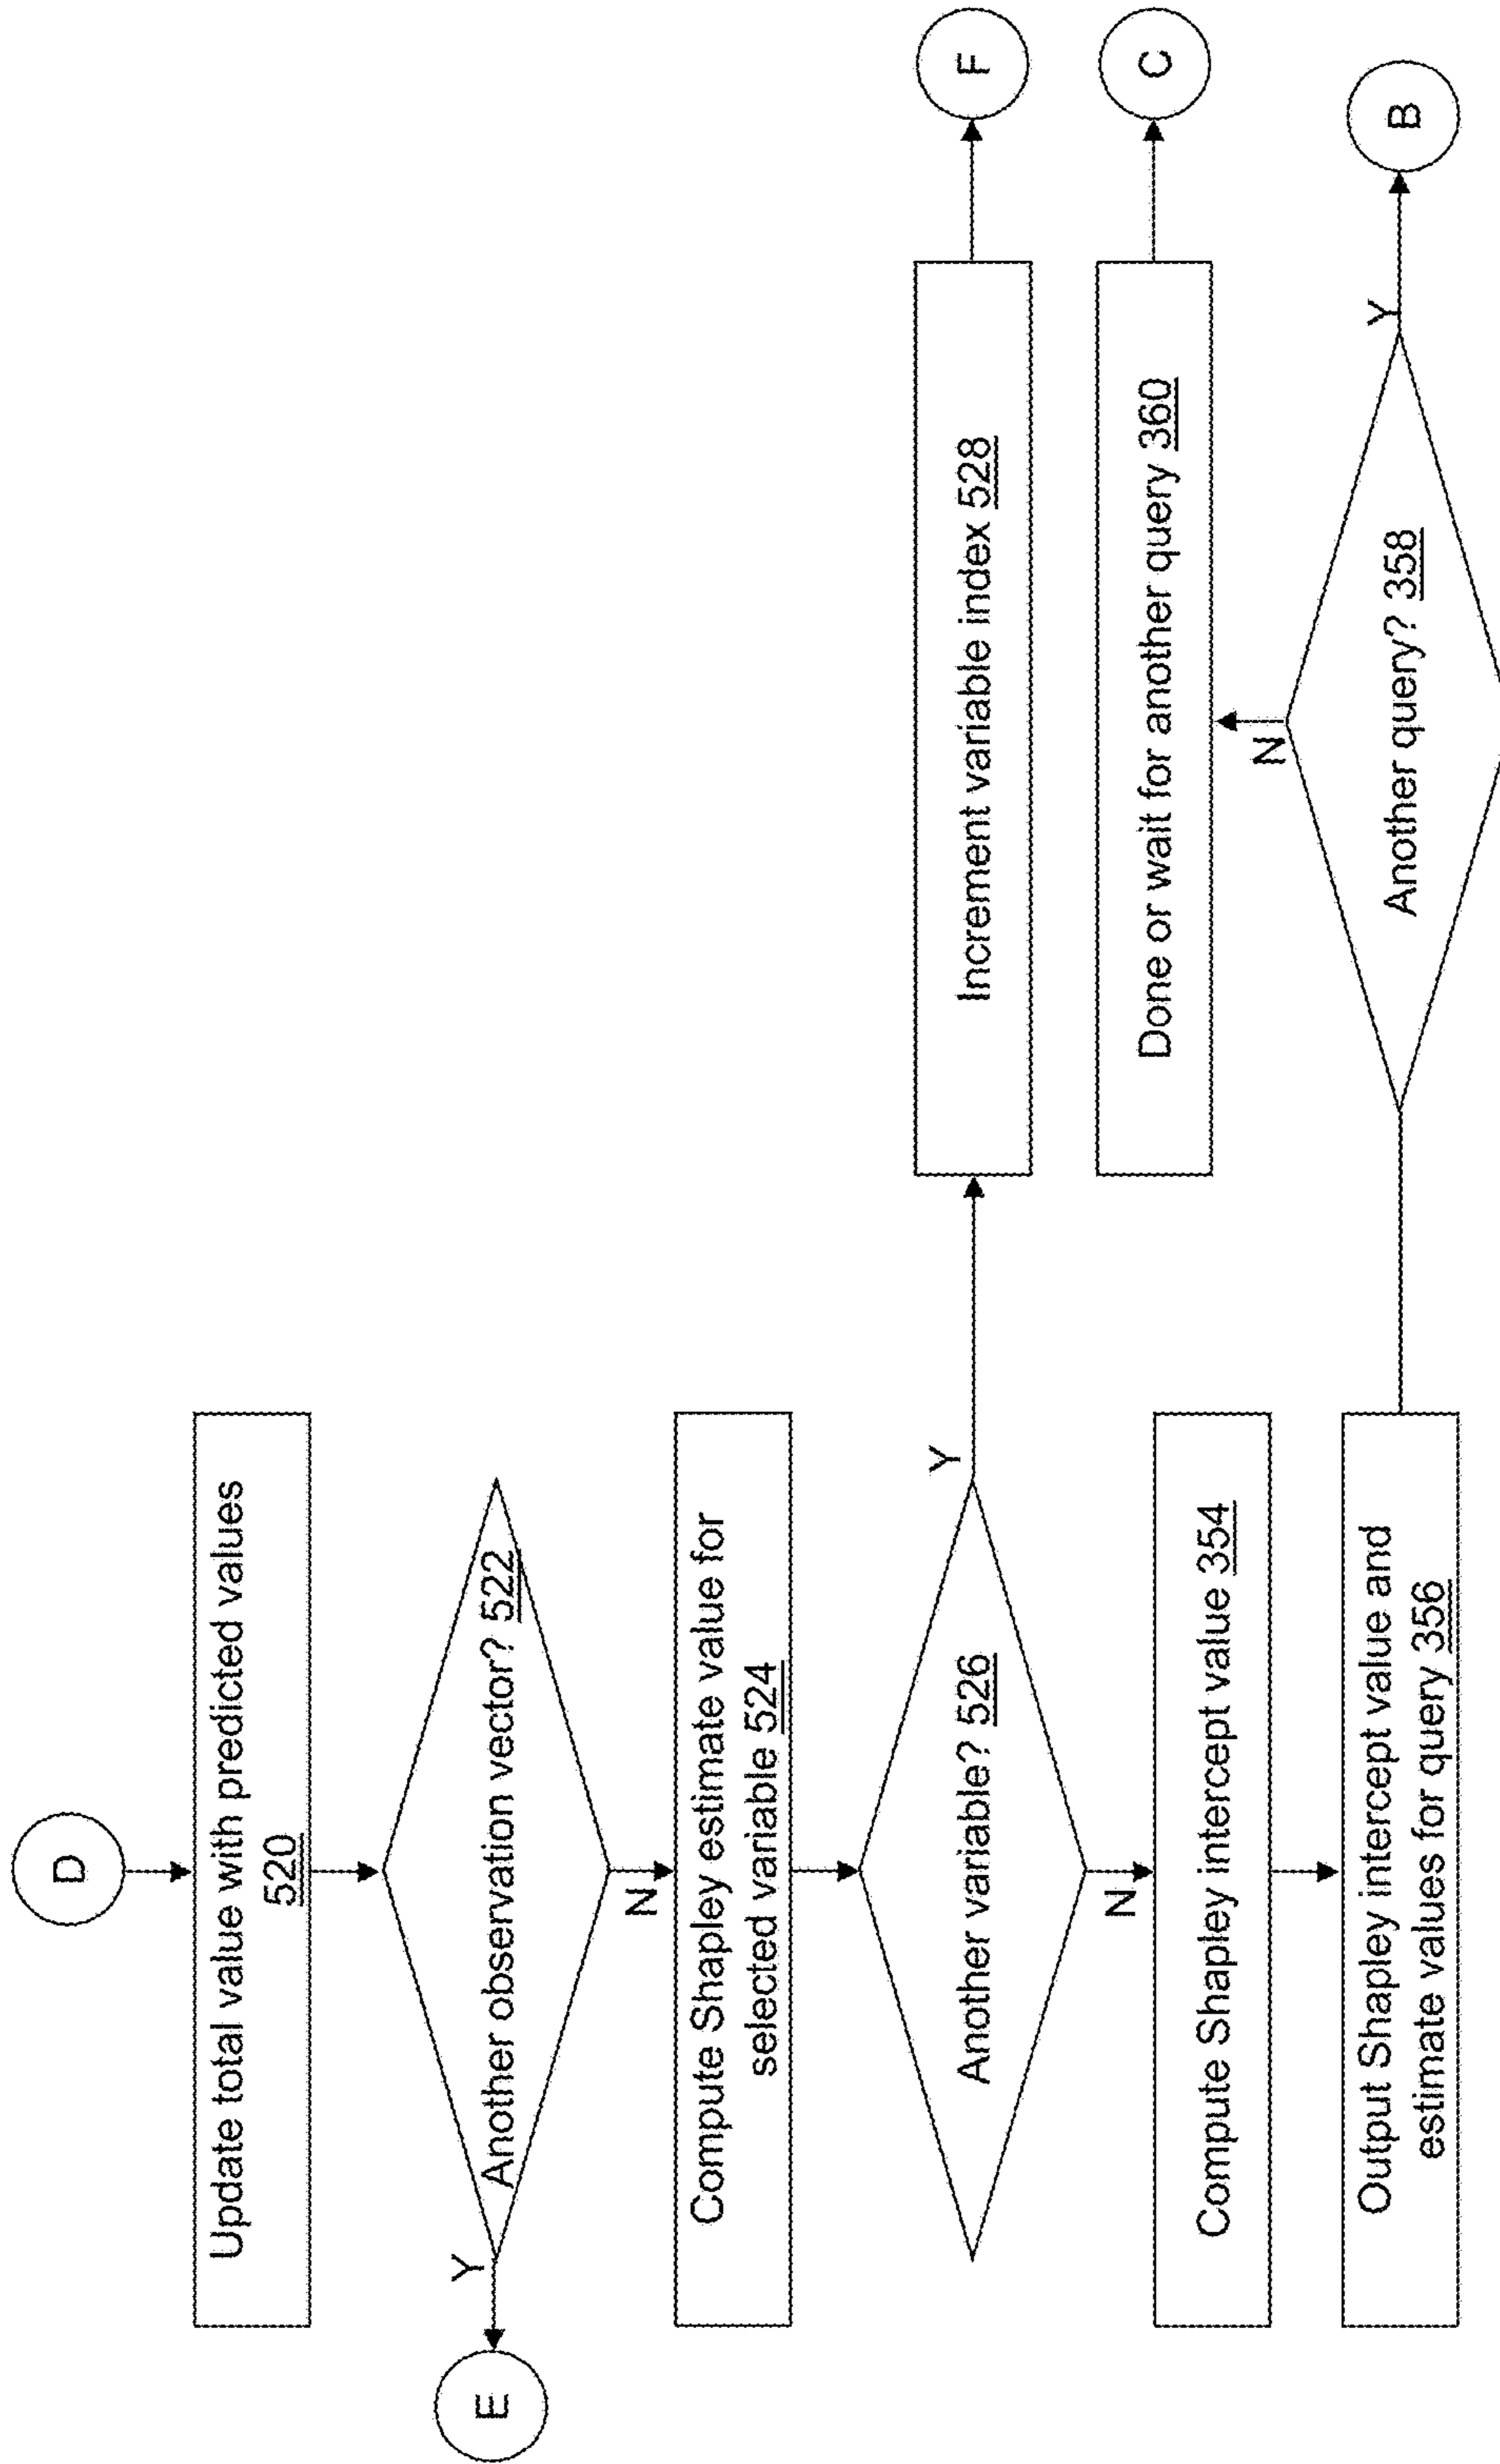 D
Update total value with predicted values
520
Another observation vector? 522
Y
E
N
Compute Shapley estimate value for
selected variable 524
Another variable? 526
Y
Increment variable index 528
F
N
Compute Shapley intercept value 354
Output Shapley intercept value and
estimate values for query 356
Another query? 358
Y
B
N
Done or wait for another query 360
C